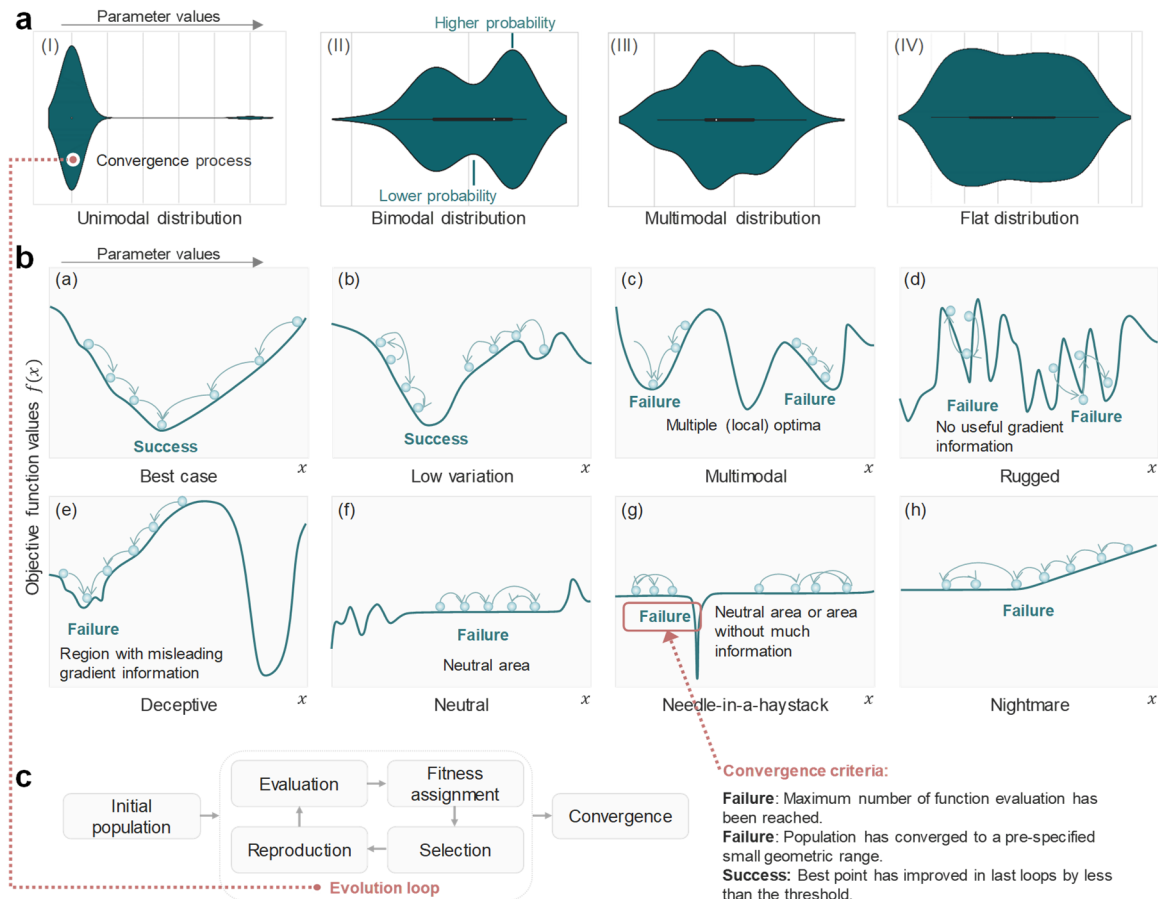 a
Parameter values
(I)
(II)
Higher probability
(III)
(IV)
Convergence process
Lower probability
Unimodal distribution
Bimodal distribution
Multimodal distribution
Flat distribution
b
Parameter values
Objective function values f(x)
(a)
Success
x
Best case
(b)
Success
x
Low variation
(c)
Failure
Failure
Multiple (local) optima
x
Multimodal
(d)
Failure
Failure
No useful gradient
information
x
Rugged
(e)
Failure
Region with misleading
gradient information
x
Deceptive
(f)
Failure
Neutral area
x
Neutral
(g)
Failure
Neutral area or area
without much
information
x
Needle-in-a-haystack
(h)
Failure
x
Nightmare
c
Initial
population
Evaluation
Fitness
assignment
Reproduction
Selection
Convergence
Evolution loop
Convergence criteria:
Failure: Maximum number of function evaluation has
been reached.
Failure: Population has converged to a pre-specified
small geometric range.
Success: Best point has improved in last loops by less
than the threshold.